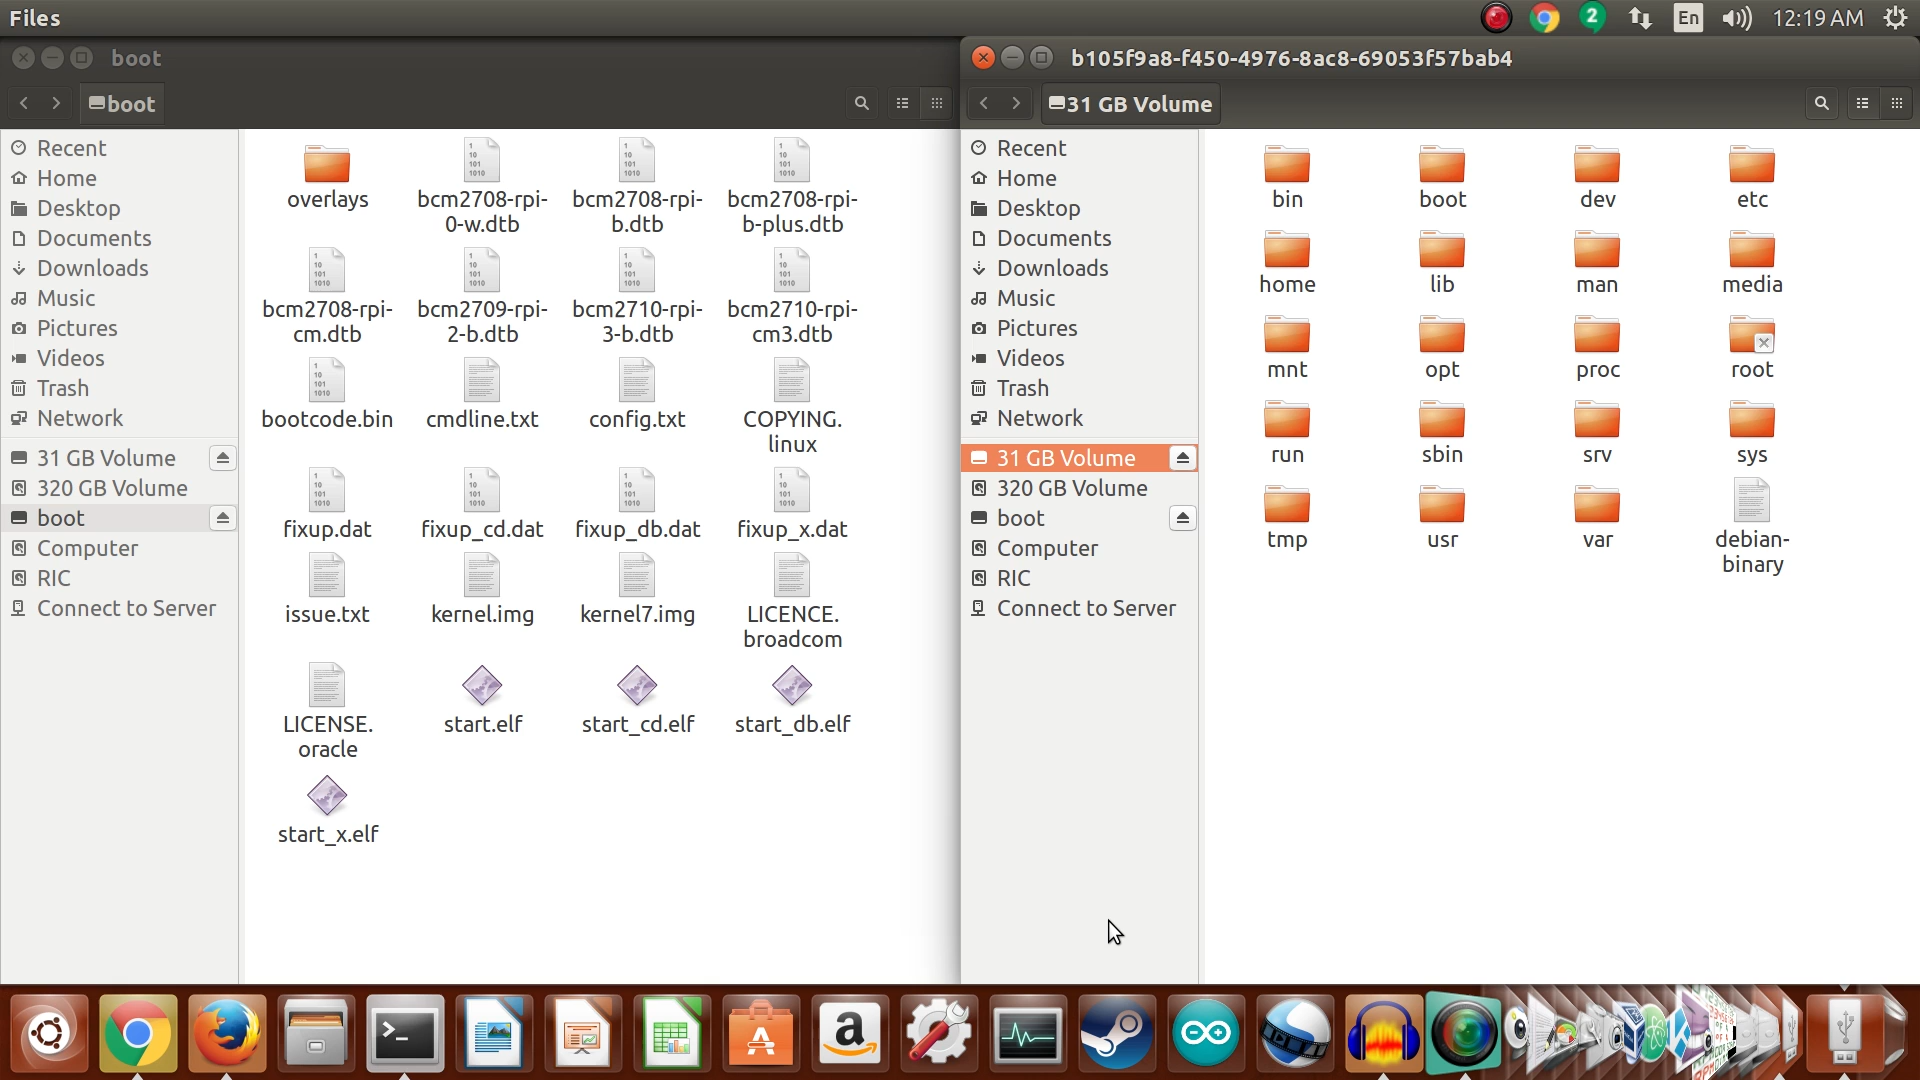 Files
2
En
12:19 AM
boot
boot
Recent
Home
Desktop
Documents
Downloads
Music
Pictures
Videos
Trash
Network
31 GB Volume
320 GB Volume
boot
Computer
RIC
Connect to Server
overlays
bcm2708-rpi-
0-w.dtb
bcm2708-rpi-
b.dtb
bcm2708-rpi-
b-plus.dtb
bcm2708-rpi-
cm.dtb
bcm2709-rpi-
2-b.dtb
bcm2710-rpi-
3-b.dtb
bcm2710-rpi-
cm3.dtb
bootcode.bin
cmdline.txt
config.txt
COPYING.
linux
fixup.dat
fixup_cd.dat
fixup_db.dat
fixup_x.dat
issue.txt
kernel.img
kernel7.img
LICENCE.
broadcom
LICENSE.
oracle
start.elf
start_cd.elf
start_db.elf
start_x.elf
b105f9a8-f450-4976-8ac8-69053f57bab4
31 GB Volume
Recent
Home
Desktop
Documents
Downloads
Music
Pictures
Videos
Trash
Network
31 GB Volume
320 GB Volume
boot
Computer
RIC
Connect to Server
bin
boot
dev
etc
home
lib
man
media
mnt
opt
proc
root
run
sbin
srv
sys
tmp
usr
var
debian-
binary